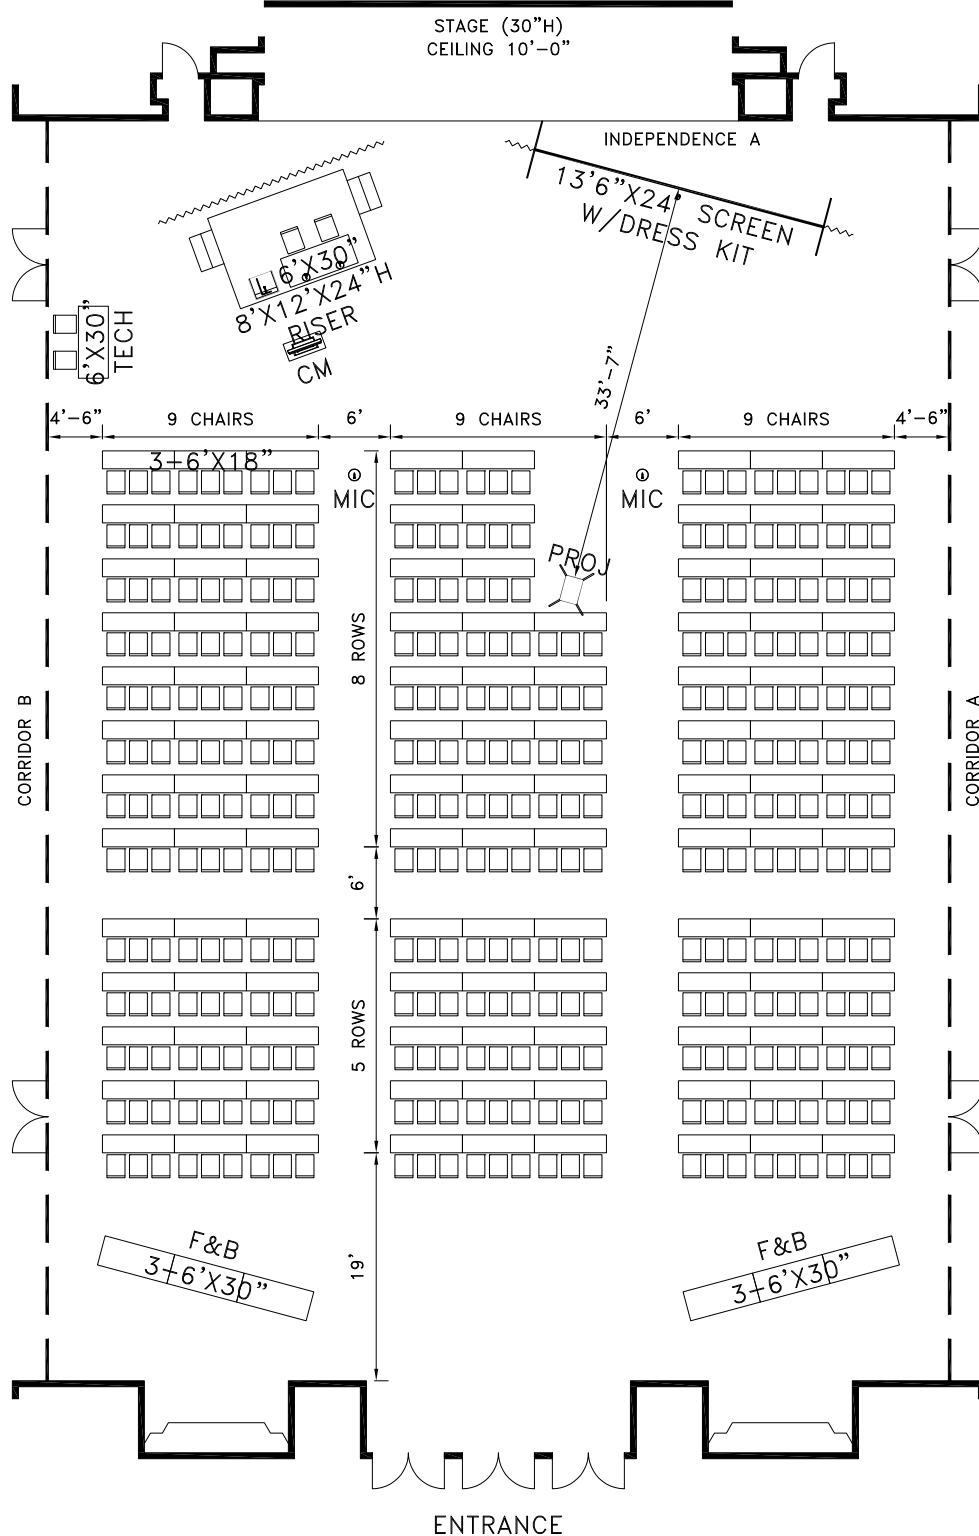 STAGE (30”H)
CEILING 10’-0”
INDEPENDENCE A
13’6”X24’ SCREEN
W/DRESS KIT
6’X30”
8’X12’X24”H
RISER
CM
6’X30”
TECH
33’-7”
4’-6”
9 CHAIRS
6’
9 CHAIRS
6’
9 CHAIRS
4’-6”
3-6’X18”
MIC
MIC
PROJ
8 ROWS
CORRIDOR B
CORRIDOR A
6’
5 ROWS
19’
F&B
3-6’X30”
F&B
3-6’X30”
ENTRANCE